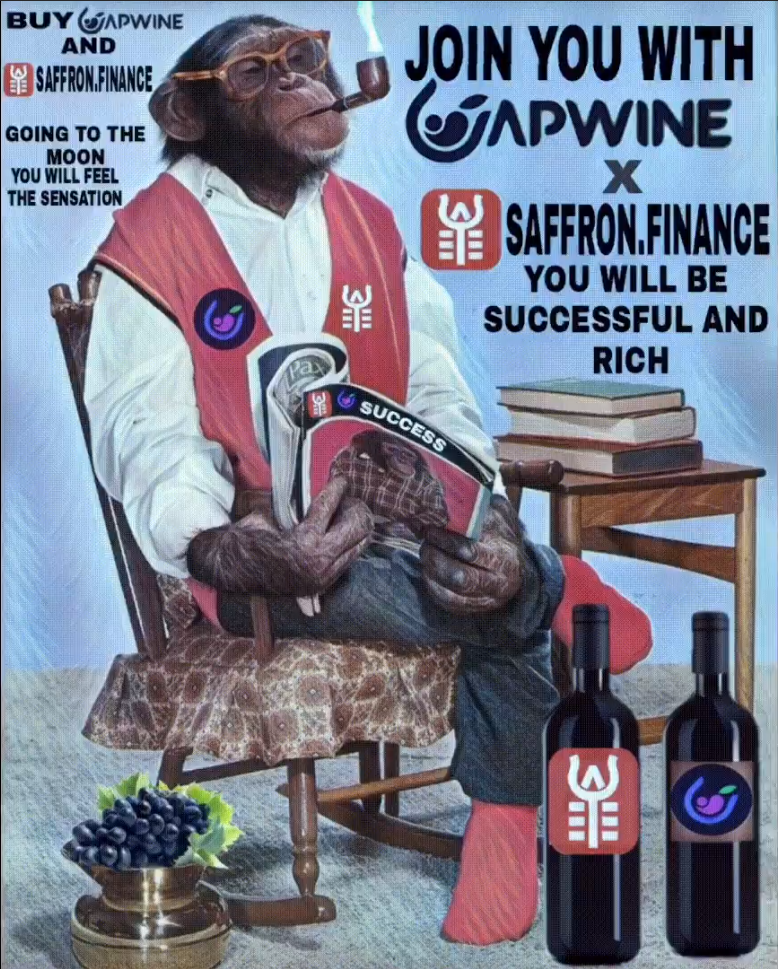 BUY APWINE
AND
SAFFRON.FINANCE
GOING TO THE
MOON
YOU WILL FEEL
THE SENSATION
JOIN YOU WITH
APWINE
X
SAFFRON.FINANCE
YOU WILL BE
SUCCESSFUL AND
RICH
Pax
SUCCESS